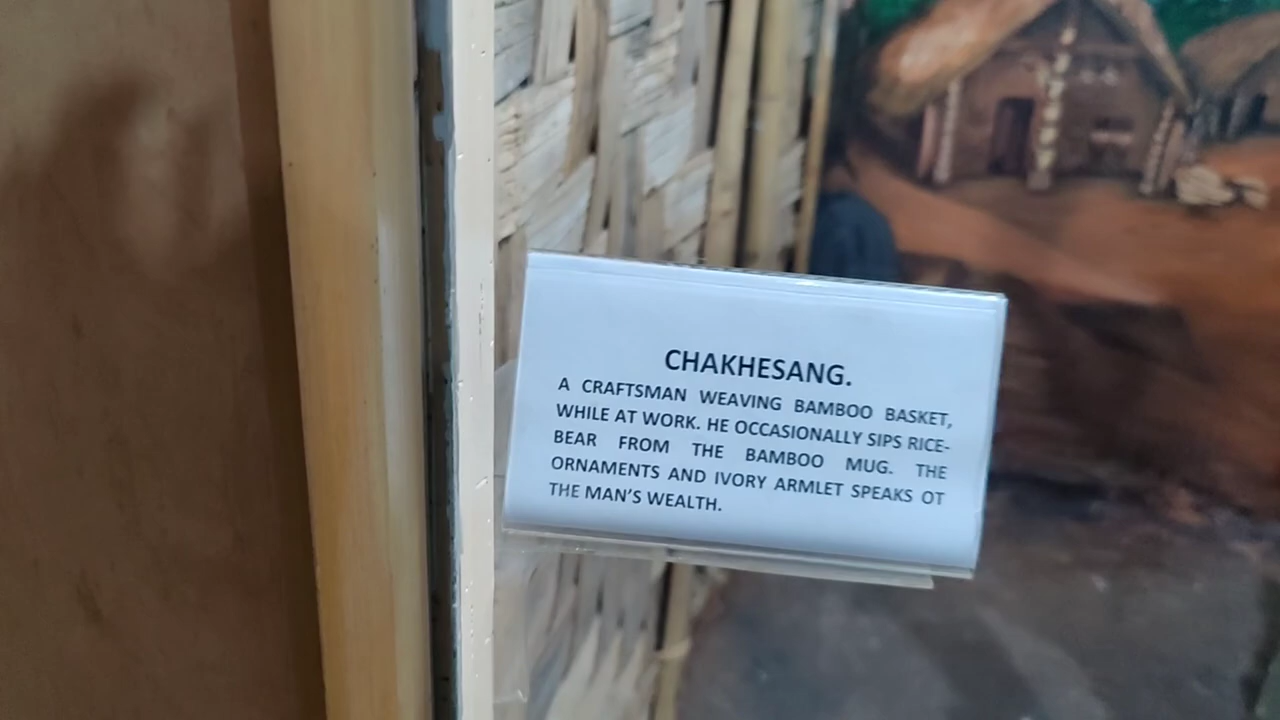 CHAKHESANG.
A CRAFTSMAN WEAVING BAMBOO BASKET,
WHILE AT WORK. HE OCCASIONALLY SIPS RICE-
BEAR FROM THE BAMBOO MUG. THE
ORNAMENTS AND IVORY ARMLET SPEAKS OT
THE MAN'S WEALTH.